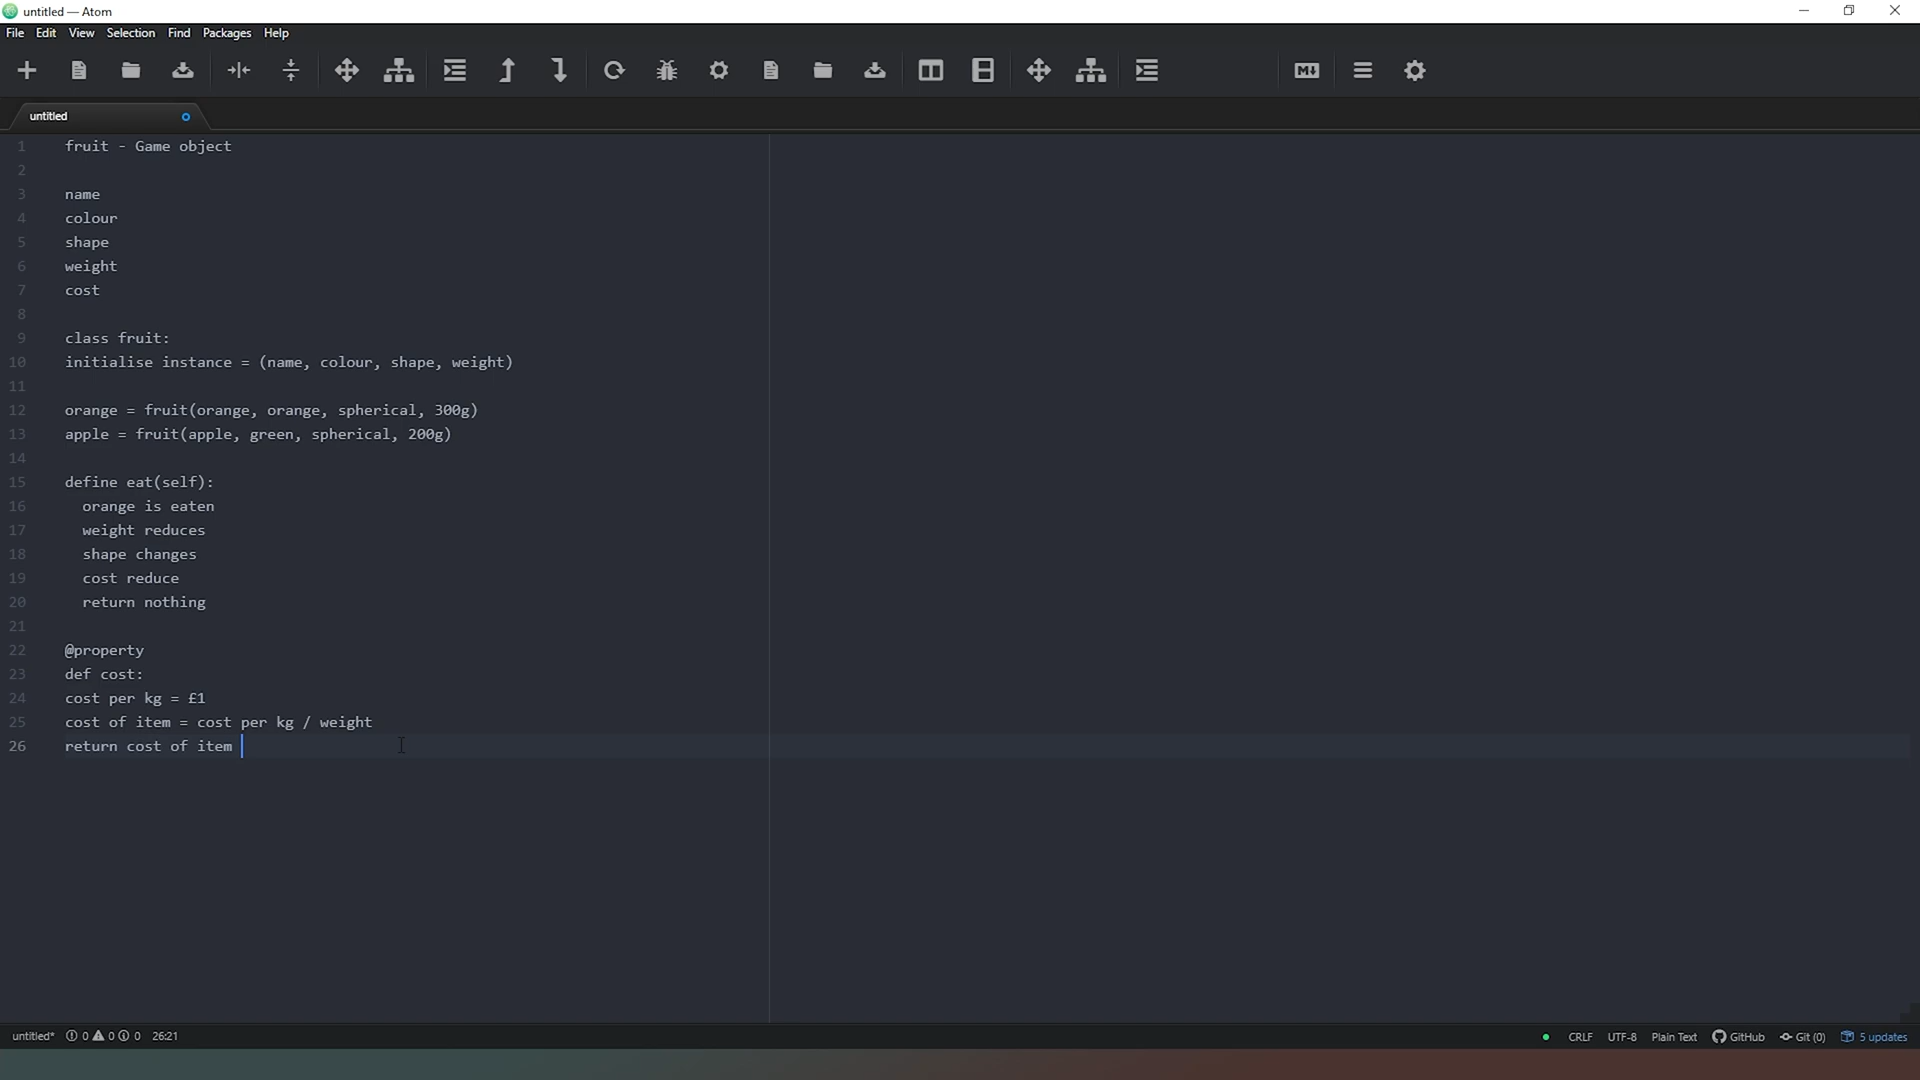 untitled — Atom
File Edit View Selection Find Packages Help
M↓
untitled
1 fruit - Game object
2
3 name
4 colour
5 shape
6 weight
7 cost
8
9 class fruit:
10 initialise instance = (name, colour, shape, weight)
11
12 orange = fruit(orange, orange, spherical, 300g)
13 apple = fruit(apple, green, spherical, 200g)
14
15 define eat(self):
16 orange is eaten
17 weight reduces
18 shape changes
19 cost reduce
20 return nothing
21
22 @property
23 def cost:
24 cost per kg = £1
25 cost of item = cost per kg / weight
26 return cost of item
untitled* 0 0 0 26:21 CRLF UTF-8 Plain Text GitHub Git (0) 5 updates